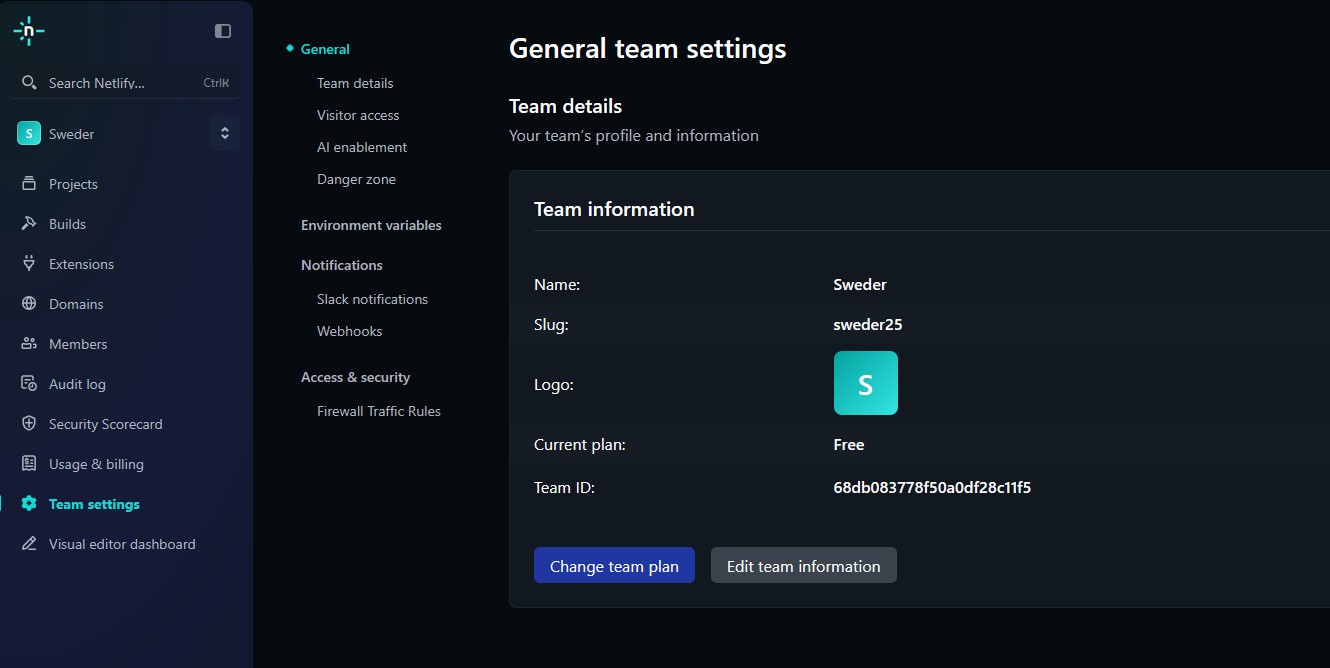 n
Search Netlify...
CtrlK
S
Sweder
Projects
Builds
Extensions
Domains
Members
Audit log
Security Scorecard
Usage & billing
Team settings
Visual editor dashboard
General
Team details
Visitor access
AI enablement
Danger zone
Environment variables
Notifications
Slack notifications
Webhooks
Access & security
Firewall Traffic Rules
General team settings
Team details
Your team’s profile and information
Team information
Name: Sweder
Slug: sweder25
Logo: S
Current plan: Free
Team ID: 68db083778f50a0df28c11f5
Change team plan Edit team information